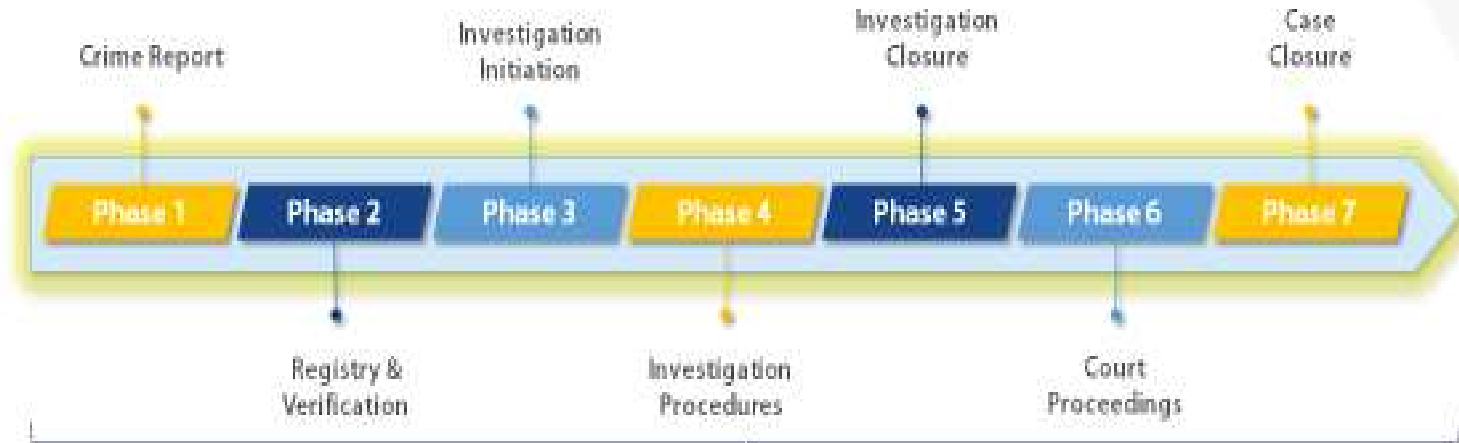 Crime Report
Investigation
Initiation
Investigation
Closure
Case
Closure
Phase 1
Phase 2
Phase 3
Phase 4
Phase 5
Phase 6
Phase 7
Registry &
Verification
Investigation
Procedures
Court
Proceedings